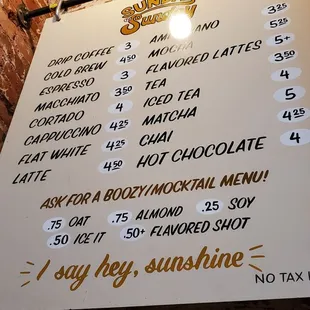 DRIP COFFEE 3
COLD BREW 4.50
ESPRESSO 3
MACCHIATO 3.50
CORTADO 4
CAPPUCCINO 4.25
FLAT WHITE 4.25
LATTE 4.50
3.25
MOCHA 5.25
FLAVORED LATTES 5+
TEA 3.50
ICED TEA 4
MATCHA 5
CHAI 4.25
HOT CHOCOLATE 4
ASK FOR A BOOZY/MOCKTAIL MENU!
.75 OAT .75 ALMOND .25 SOY
.50 ICE IT .50+ FLAVORED SHOT
I say hey, sunshine
NO TAX